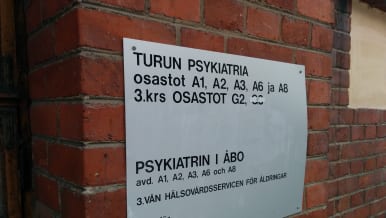 TURUN PSYKIATRIA
osastot A1, A2, A3, A6 ja A8
3.krs OSASTOT G2,
PSYKIATRIN I ÅBO
avd. A1, A2, A3, A6 och A8
3.VÅN HÄLSOVÅRDSSERVICEN FÖR ÅLDRINGAR